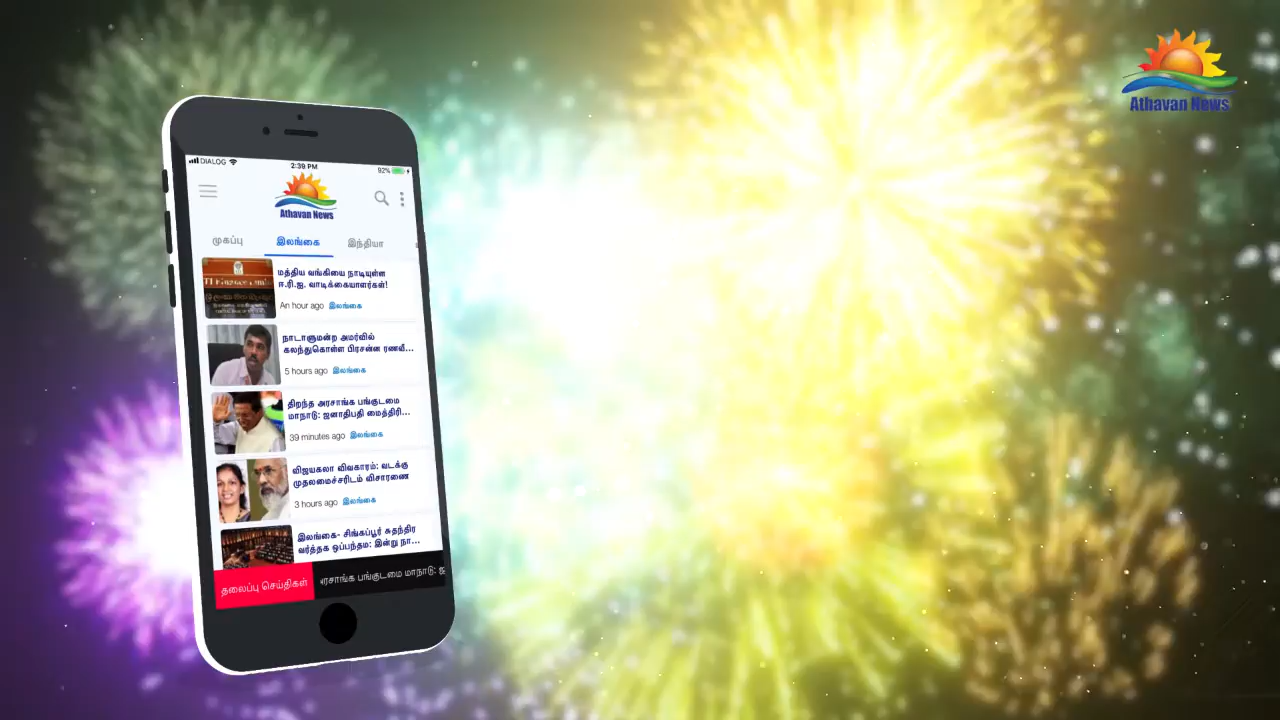 Athavan News
DIALOG
2:39 PM
92%
Athavan News
முகப்பு
இலங்கை
இந்தியா
மத்திய வங்கியை நாடியுள்ள
ஈ.ரி.ஐ. வாடிக்கையாளர்கள்!
An hour ago இலங்கை
நாடாளுமன்ற அமர்வில்
கலந்துகொள்ள பிரசன்ன ரணவீ...
5 hours ago இலங்கை
திறந்த அரசாங்க பங்குடமை
மாநாடு: ஜனாதிபதி மைத்திரி...
39 minutes ago இலங்கை
விஜயகலா விவகாரம்: வடக்கு
முதலமைச்சரிடம் விசாரணை
3 hours ago இலங்கை
இலங்கை- சிங்கப்பூர் சுதந்திர
வர்த்தக ஒப்பந்தம்: இன்று நா...
தலைப்பு செய்திகள்
பங்குடமை மாநாடு: